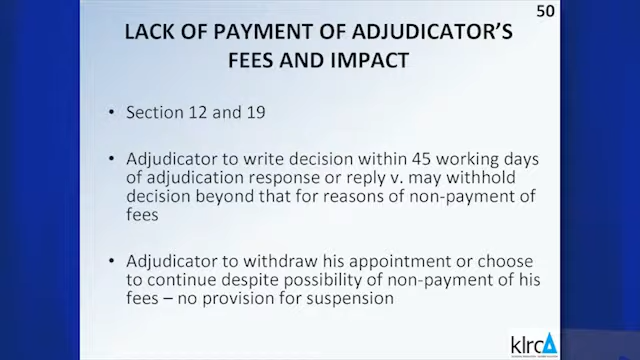 50
LACK OF PAYMENT OF ADJUDICATOR'S
FEES AND IMPACT
• Section 12 and 19
• Adjudicator to write decision within 45 working days
of adjudication response or reply v. may withhold
decision beyond that for reasons of non-payment of
fees
• Adjudicator to withdraw his appointment or choose
to continue despite possibility of non-payment of his
fees – no provision for suspension
klrca